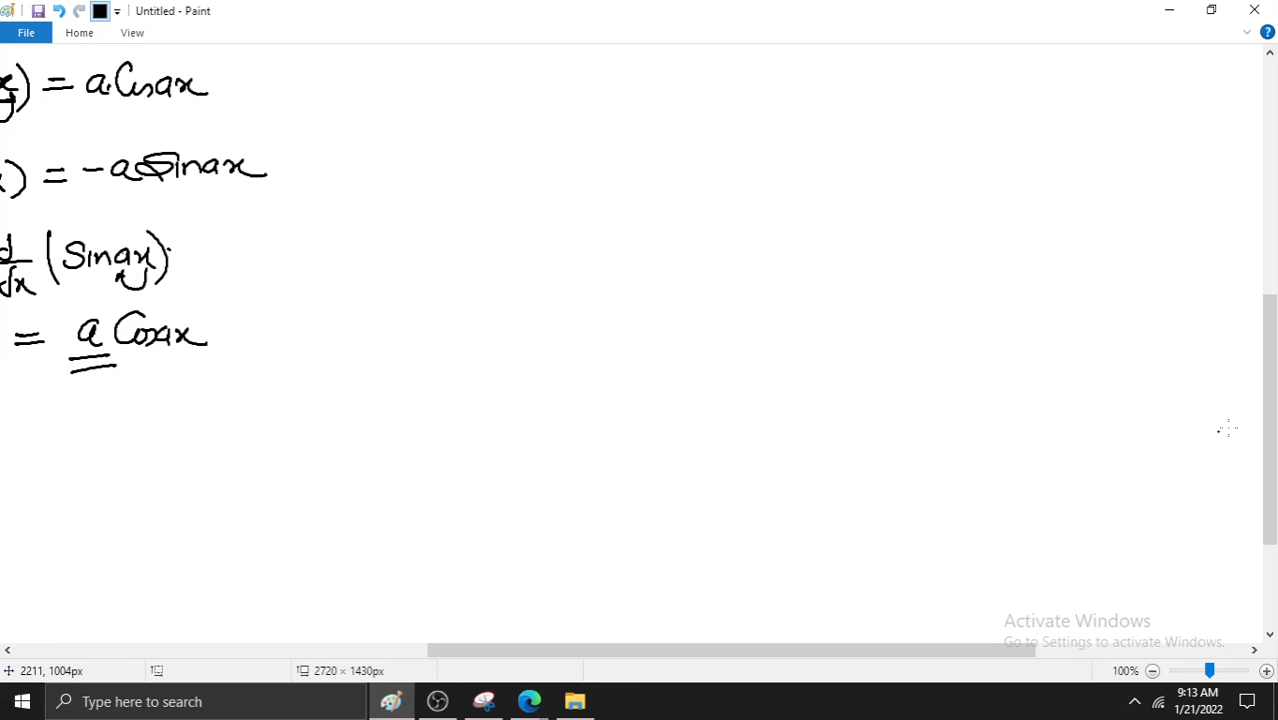 Untitled - Paint
File Home View
x) = a Cosax
x) = -a Sinax
d/dx (Sinax)
= a Cosax
Activate Windows
Go to Settings to activate Windows.
2211, 1004px 2720 × 1430px 100%
Type here to search
9:13 AM
1/21/2022